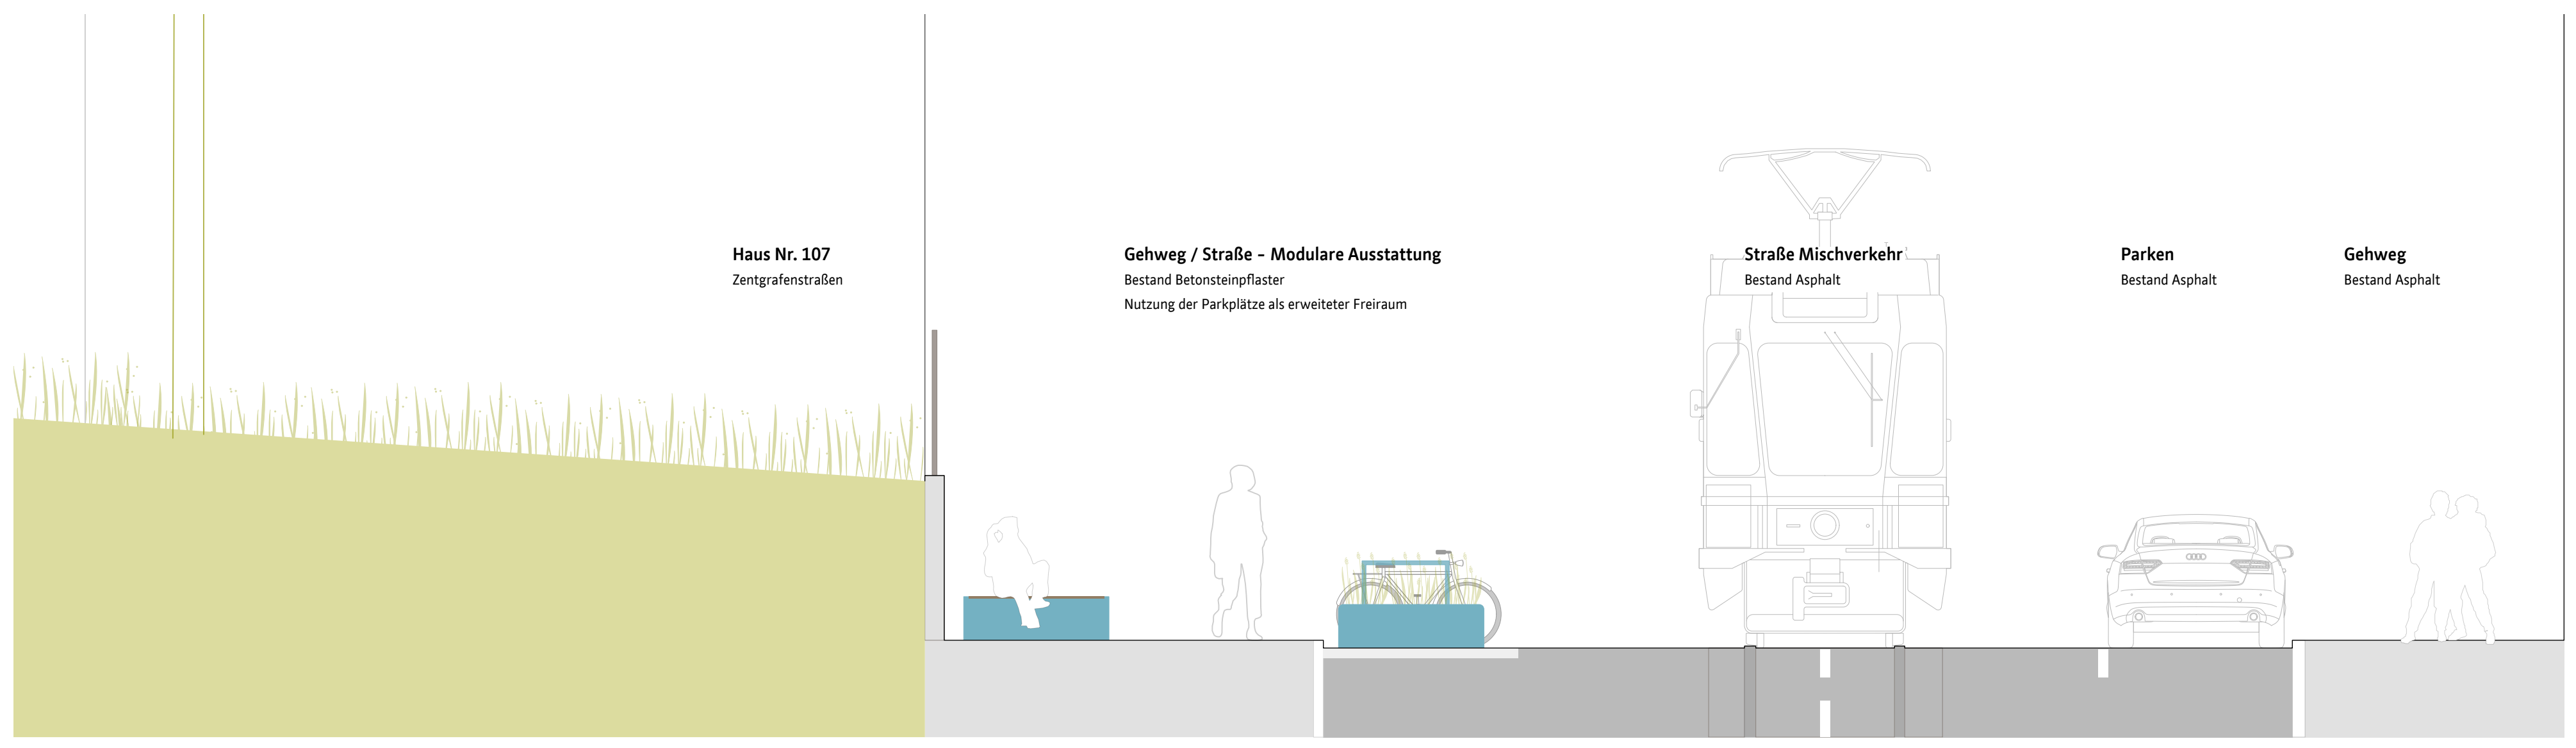 Haus Nr. 107
Zentgrafenstraßen
Gehweg / Straße - Modulare Ausstattung
Bestand Betonsteinpflaster
Nutzung der Parkplätze als erweiteter Freiraum
Straße Mischverkehr
Bestand Asphalt
Parken
Bestand Asphalt
Gehweg
Bestand Asphalt